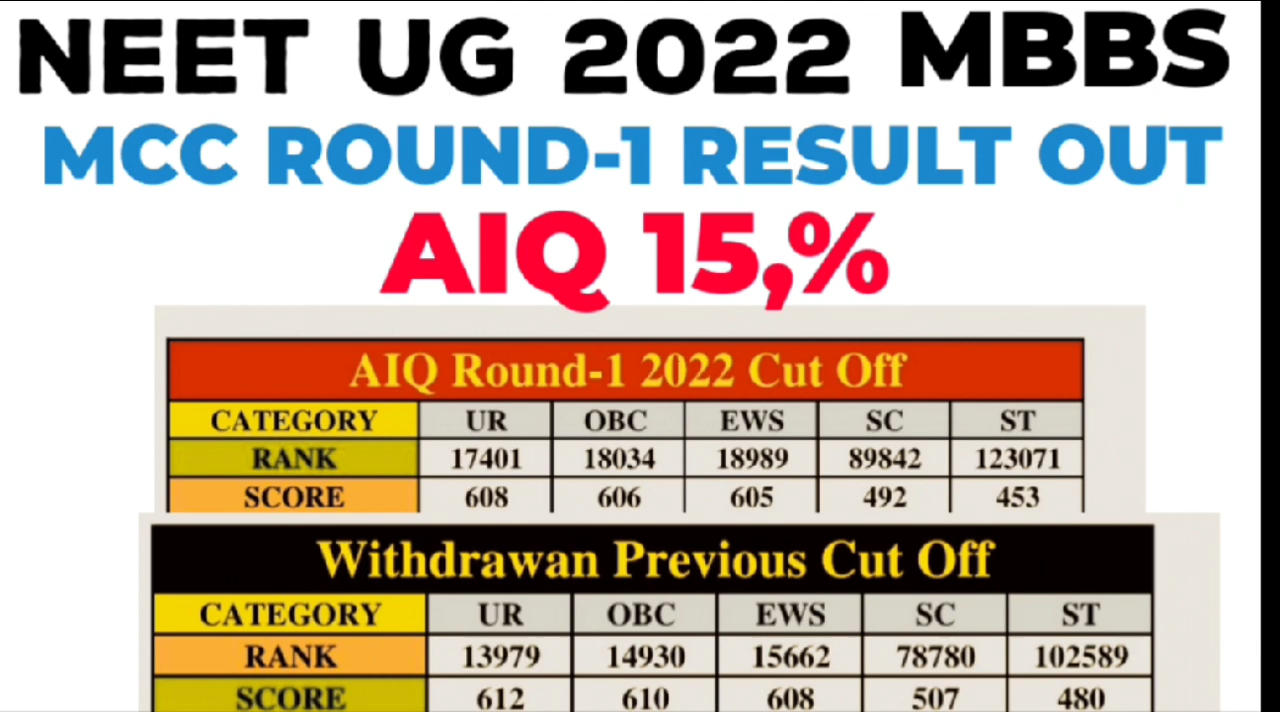 NEET UG 2022 MBBS
MCC ROUND-1 RESULT OUT
AIQ 15,%
AIQ Round-1 2022 Cut Off
CATEGORY UR OBC EWS SC ST
RANK 17401 18034 18989 89842 123071
SCORE 608 606 605 492 453
Withdrawan Previous Cut Off
CATEGORY UR OBC EWS SC ST
RANK 13979 14930 15662 78780 102589
SCORE 612 610 608 507 480